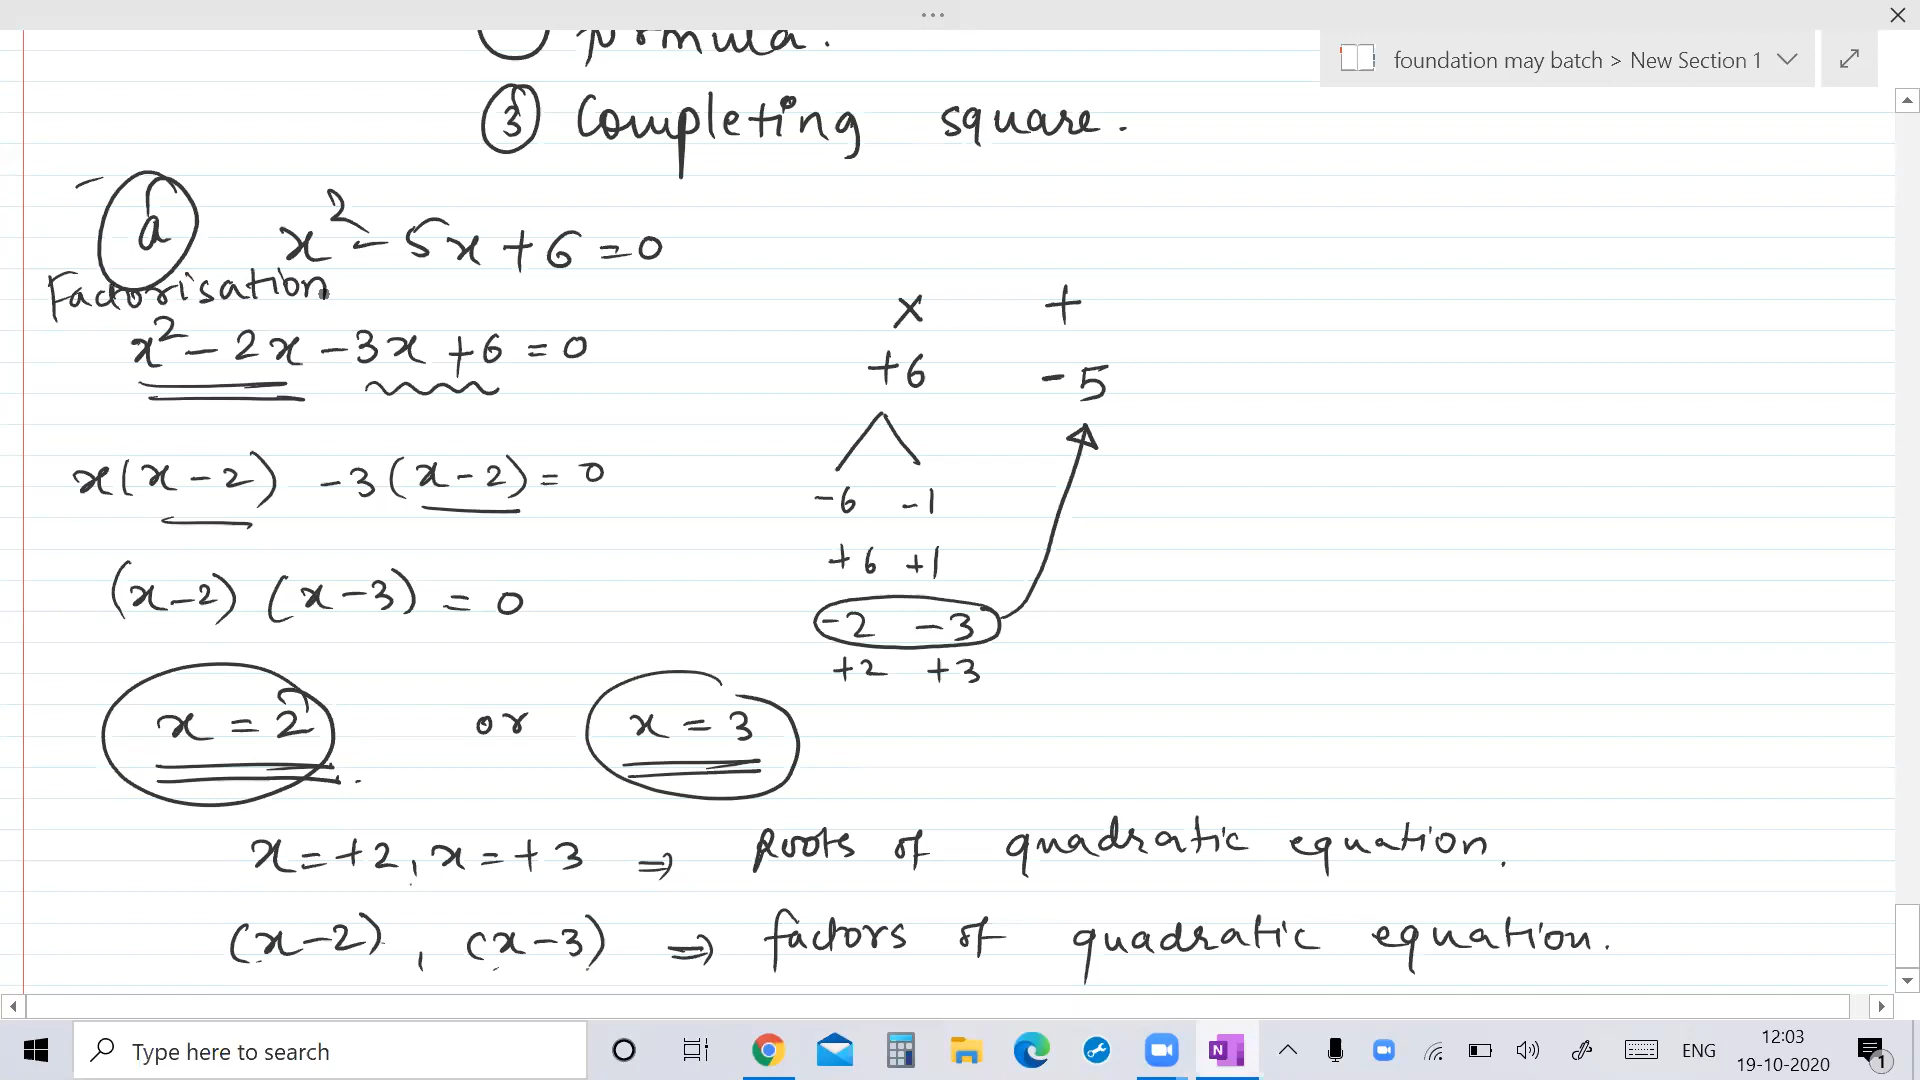 foundation may batch > New Section 1
formula.
③ Completing square.
a x² - 5x + 6 = 0
Factorisation
x² - 2x - 3x + 6 = 0
x(x-2) -3(x-2) = 0
(x-2) (x-3) = 0
x = 2 or x = 3
× +
+6 -5
-6 -1
+6 +1
-2 -3
+2 +3
x = +2, x = +3 ⇒ Roots of quadratic equation.
(x-2), (x-3) ⇒ factors of quadratic equation.
Type here to search
N
ENG
12:03
19-10-2020
1